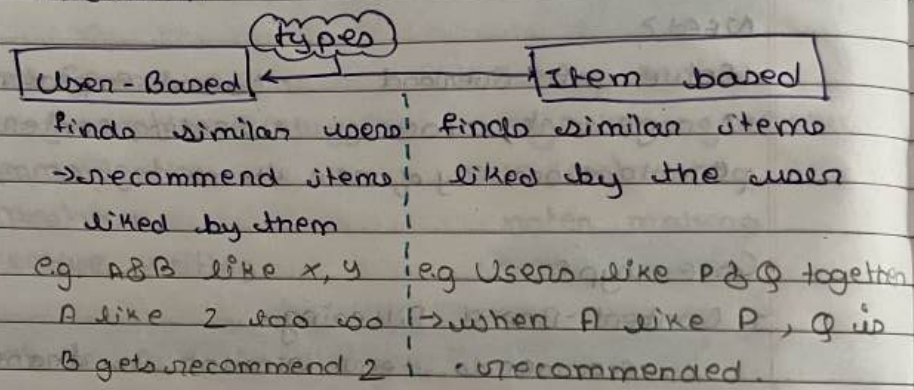 types
User-Based
Item based
finds similar users
→ recommend items
liked by them
e.g A&B like x, y
A like z too so
B gets recommend z
finds similar items
liked by the user
e.g Users like P & Q together
→ when A like P, Q is
recommended.